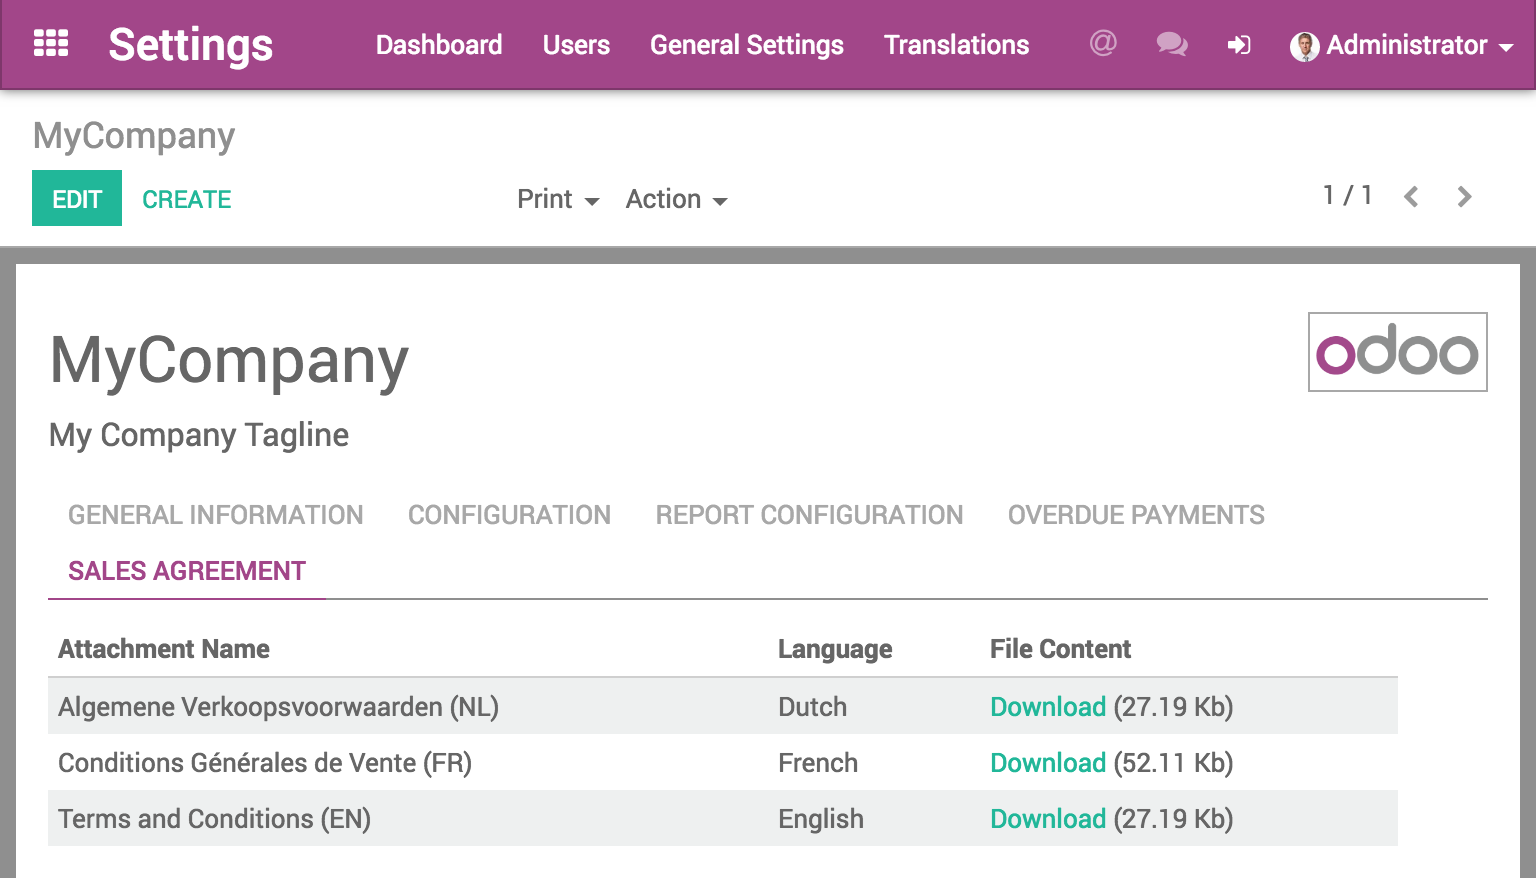 Settings Dashboard Users General Settings Translations @ Administrator
MyCompany
EDIT CREATE Print Action 1 / 1
MyCompany
odoo
My Company Tagline
GENERAL INFORMATION CONFIGURATION REPORT CONFIGURATION OVERDUE PAYMENTS
SALES AGREEMENT
Attachment Name Language File Content
Algemene Verkoopsvoorwaarden (NL) Dutch Download (27.19 Kb)
Conditions Générales de Vente (FR) French Download (52.11 Kb)
Terms and Conditions (EN) English Download (27.19 Kb)